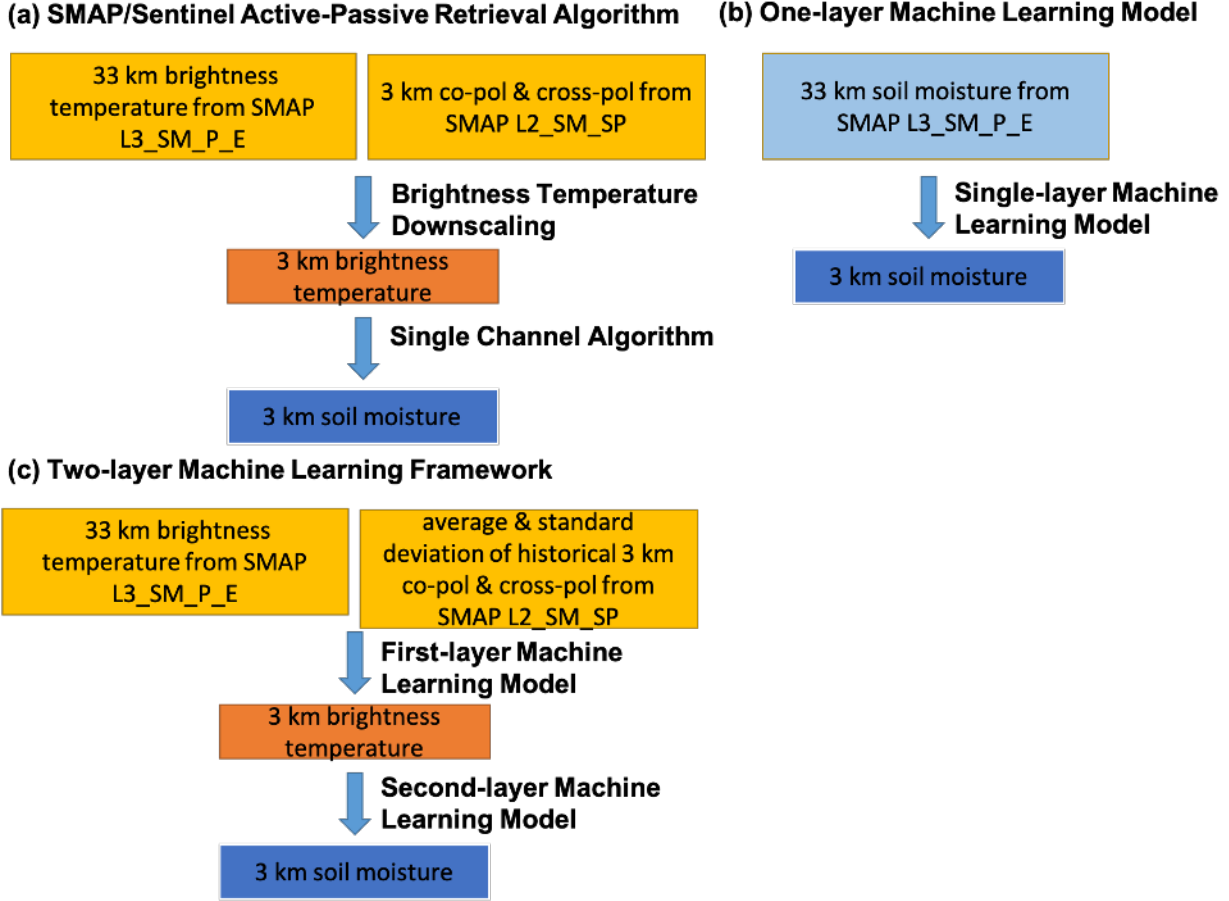 (a) SMAP/Sentinel Active-Passive Retrieval Algorithm
33 km brightness
temperature from SMAP
L3_SM_P_E
3 km co-pol & cross-pol from
SMAP L2_SM_SP
Brightness Temperature
Downscaling
3 km brightness
temperature
Single Channel Algorithm
3 km soil moisture
(b) One-layer Machine Learning Model
33 km soil moisture from
SMAP L3_SM_P_E
Single-layer Machine
Learning Model
3 km soil moisture
(c) Two-layer Machine Learning Framework
33 km brightness
temperature from SMAP
L3_SM_P_E
average & standard
deviation of historical 3 km
co-pol & cross-pol from
SMAP L2_SM_SP
First-layer Machine
Learning Model
3 km brightness
temperature
Second-layer Machine
Learning Model
3 km soil moisture